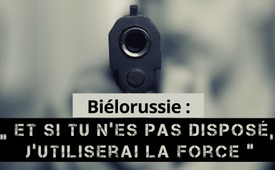 Biélorussie :
„ ET SI TU N'ES PAS DISPOSÉ,
J'UTILISERAI LA FORCE "